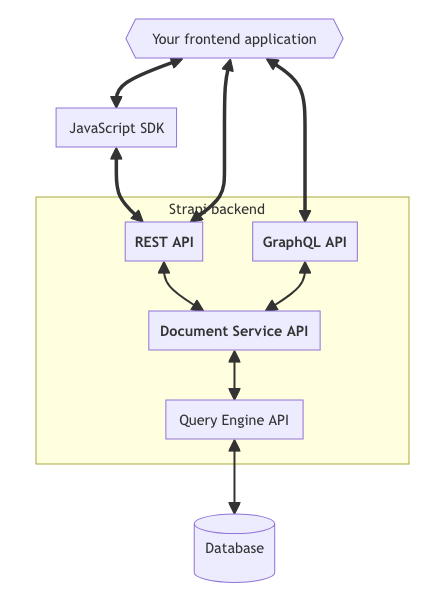 Your frontend application
JavaScript SDK
Strapi backend
REST API
GraphQL API
Document Service API
Query Engine API
Database